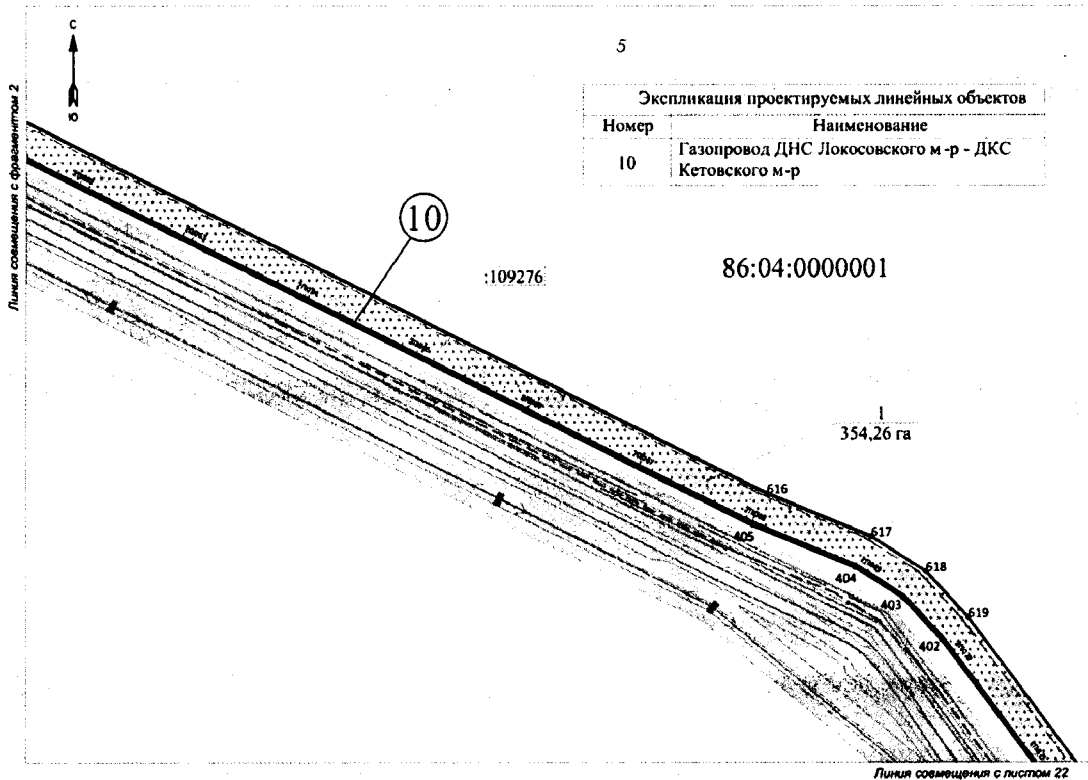 5
С
Ю
Линия совмещения с фрагментом 2
Экспликация проектируемых линейных объектов
Номер
Наименование
10
Газопровод ДНС Локосовского м-р - ДКС
Кетовского м-р
10
:109276
86:04:0000001
1
354,26 га
616
617
618
619
405
404
403
402
Линия совмещения с листом 22